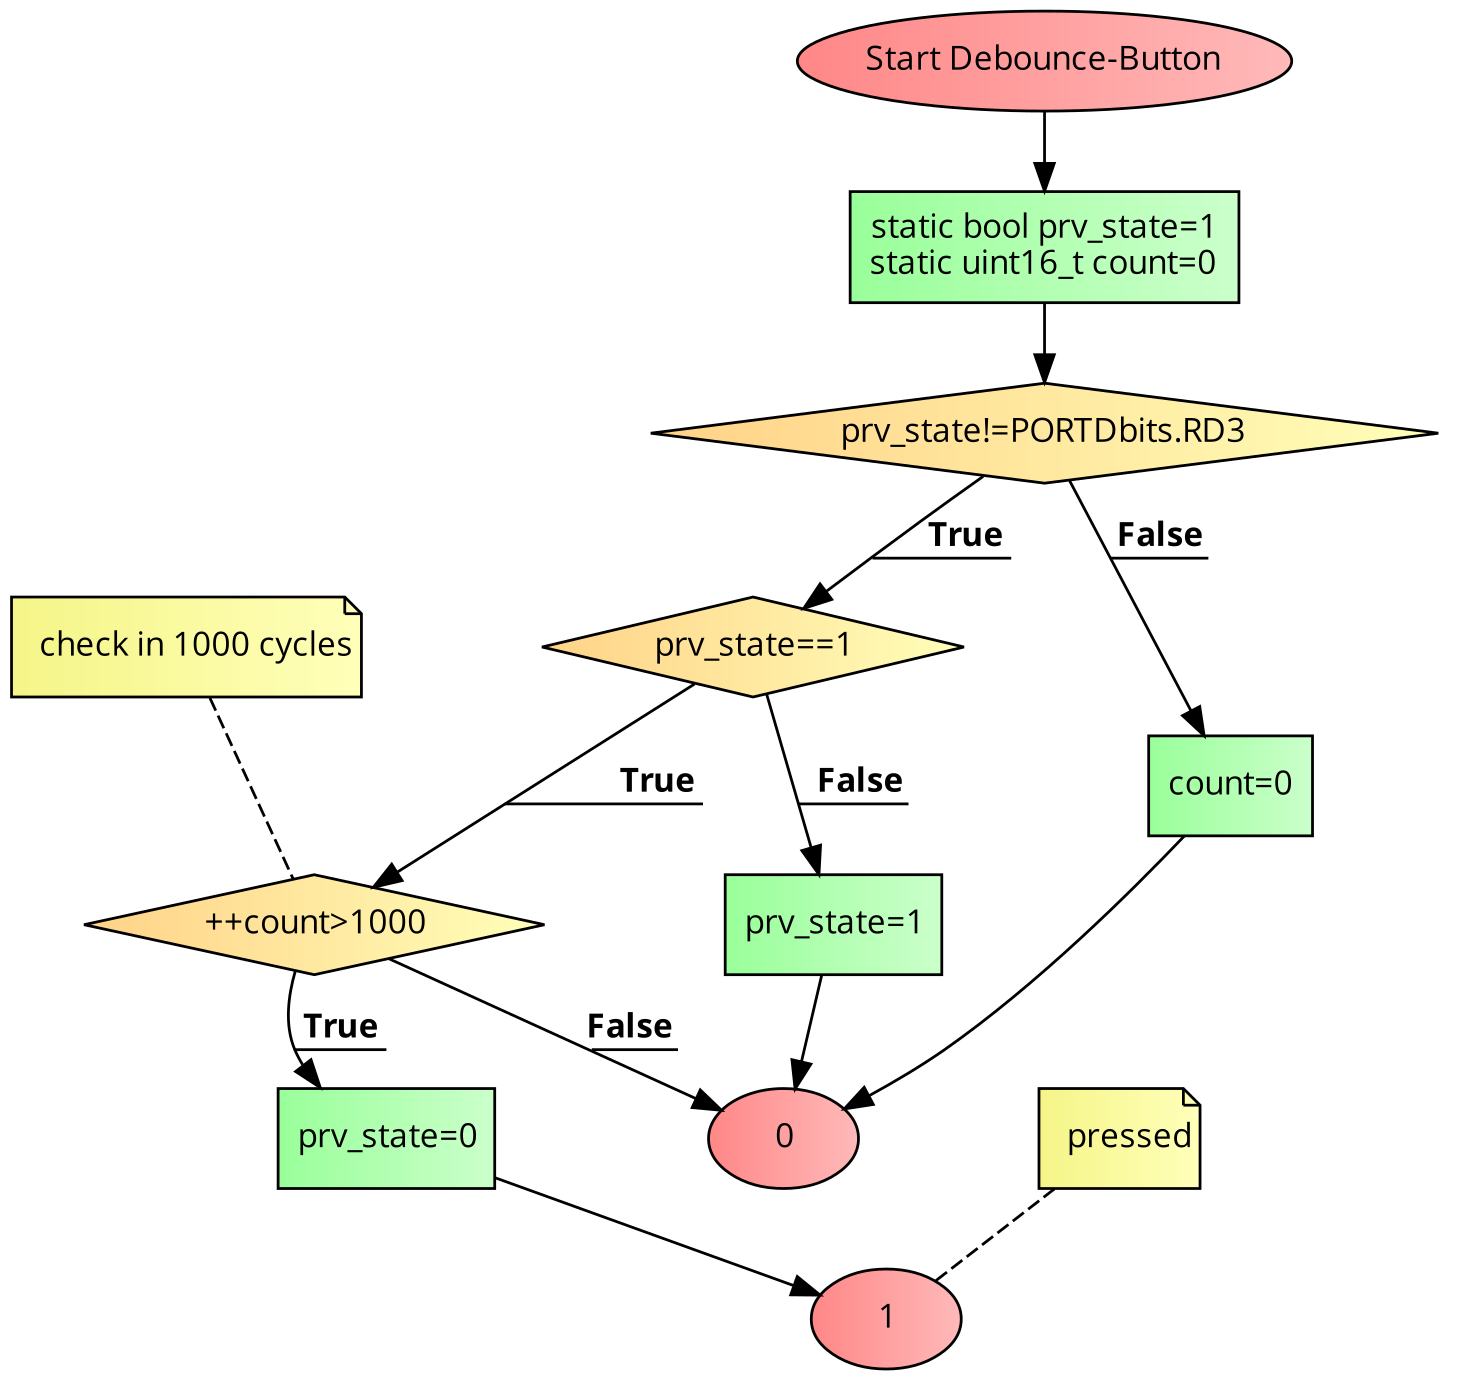 Start Debounce-Button
static bool prv_state=1
static uint16_t count=0
prv_state!=PORTDbits.RD3
True
False
check in 1000 cycles
prv_state==1
True
False
count=0
++count>1000
prv_state=1
True
False
prv_state=0
0
pressed
1